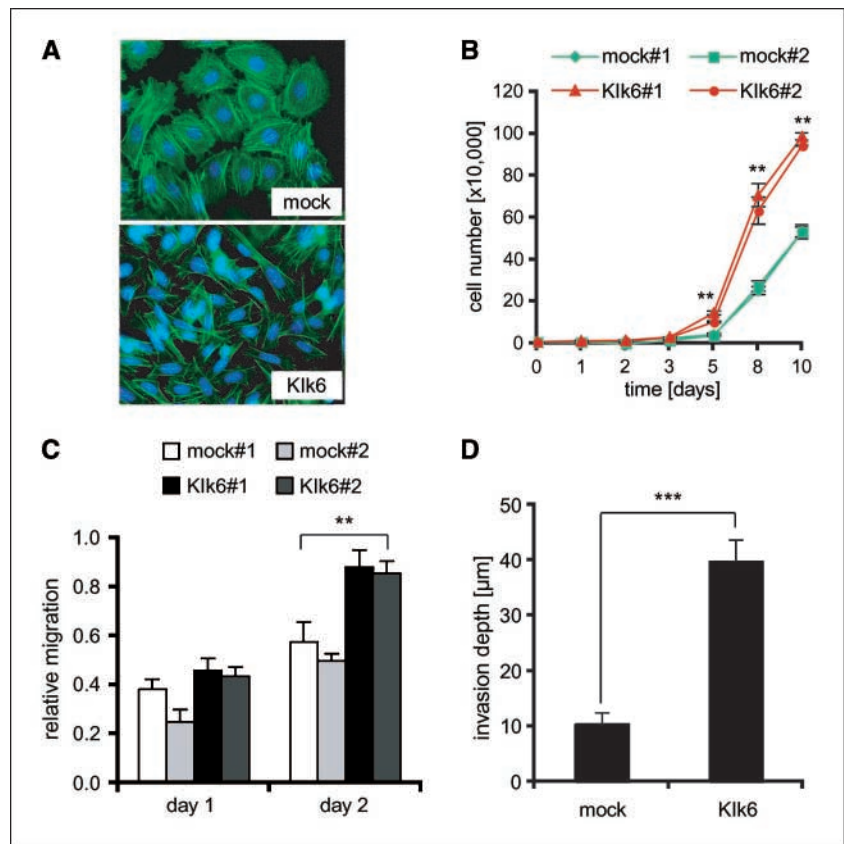 A
mock
Klk6
B
mock#1 mock#2
Klk6#1 Klk6#2
120
100
80
60
40
20
0
cell number [x10,000]
** ** **
0 1 2 3 5 8 10
time [days]
C
mock#1 mock#2
Klk6#1 Klk6#2
1.0
0.8
0.6
0.4
0.2
0.0
relative migration
**
day 1 day 2
D
50
40
30
20
10
0
invasion depth [µm]
***
mock Klk6